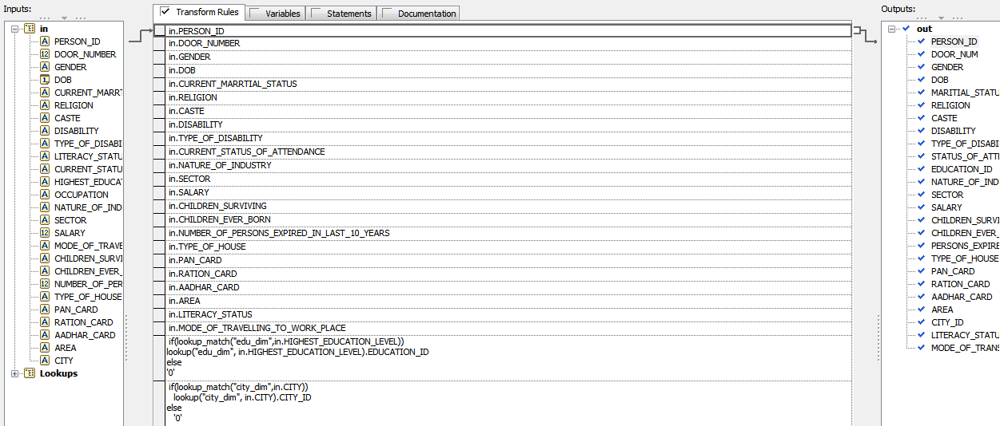 Inputs:
in
PERSON_ID
DOOR_NUMBER
GENDER
DOB
CURRENT_MARRT
RELIGION
CASTE
DISABILITY
TYPE_OF_DISABI
LITERACY_STATU
CURRENT_STATU
HIGHEST_EDUCAT
OCCUPATION
NATURE_OF_INDI
SECTOR
SALARY
MODE_OF_TRAVE
CHILDREN_SURVI
CHILDREN_EVER_
NUMBER_OF_PER
TYPE_OF_HOUSE
PAN_CARD
RATION_CARD
AADHAR_CARD
AREA
CITY
Lookups
Transform Rules
Variables
Statements
Documentation
in.PERSON_ID
in.DOOR_NUMBER
in.GENDER
in.DOB
in.CURRENT_MARRTIAL_STATUS
in.RELIGION
in.CASTE
in.DISABILITY
in.TYPE_OF_DISABILITY
in.CURRENT_STATUS_OF_ATTENDANCE
in.NATURE_OF_INDUSTRY
in.SECTOR
in.SALARY
in.CHILDREN_SURVIVING
in.CHILDREN_EVER_BORN
in.NUMBER_OF_PERSONS_EXPIRED_IN_LAST_10_YEARS
in.TYPE_OF_HOUSE
in.PAN_CARD
in.RATION_CARD
in.AADHAR_CARD
in.AREA
in.LITERACY_STATUS
in.MODE_OF_TRAVELLING_TO_WORK_PLACE
if(lookup_match("edu_dim",in.HIGHEST_EDUCATION_LEVEL))
lookup("edu_dim", in.HIGHEST_EDUCATION_LEVEL).EDUCATION_ID
else
'0'
if(lookup_match("city_dim",in.CITY))
lookup("city_dim", in.CITY).CITY_ID
else
'0'
Outputs:
out
PERSON_ID
DOOR_NUM
GENDER
DOB
MARITIAL_STATU
RELIGION
CASTE
DISABILITY
TYPE_OF_DISABI
STATUS_OF_ATTE
EDUCATION_ID
NATURE_OF_IND
SECTOR
SALARY
CHILDREN_SURVI
CHILDREN_EVER_
PERSONS_EXPIRE
TYPE_OF_HOUSE
PAN_CARD
RATION_CARD
AADHAR_CARD
AREA
CITY_ID
LITERACY_STATU
MODE_OF_TRANS